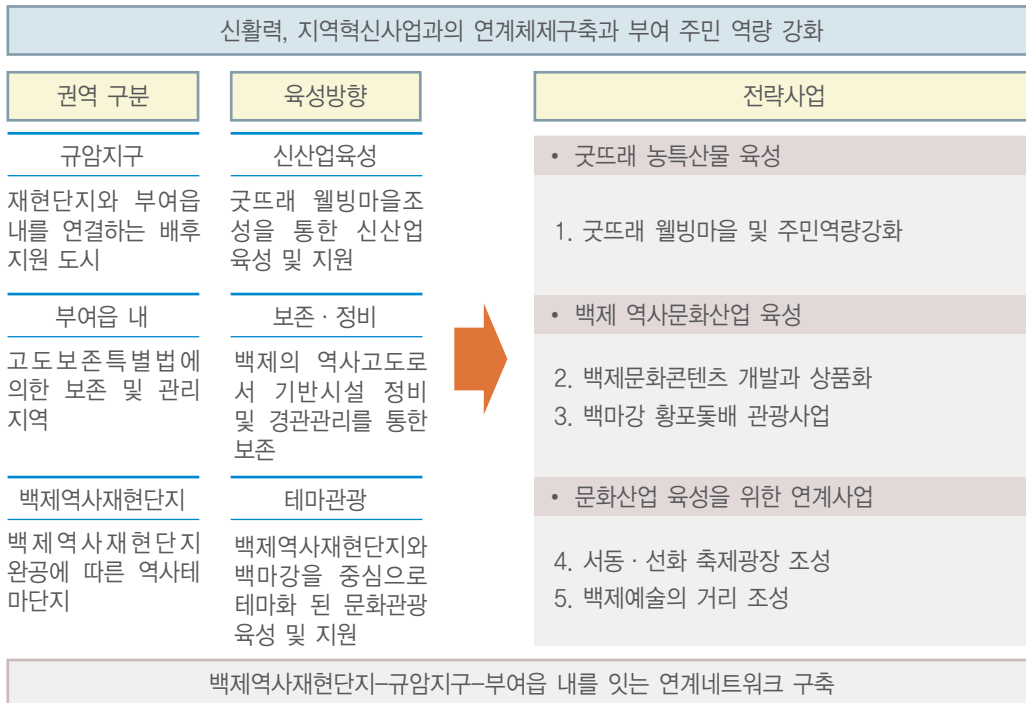 신활력, 지역혁신사업과의 연계체제구축과 부여 주민 역량 강화
권역 구분
육성방향
전략사업
규암지구
재현단지와 부여읍
내를 연결하는 배후
지원 도시
신산업육성
굿뜨래 웰빙마을조
성을 통한 신산업
육성 및 지원
• 굿뜨래 농특산물 육성
1. 굿뜨래 웰빙마을 및 주민역량강화
부여읍 내
고도보존특별법에
의한 보존 및 관리
지역
보존 · 정비
백제의 역사고도로
서 기반시설 정비
및 경관관리를 통한
보존
• 백제 역사문화산업 육성
2. 백제문화콘텐츠 개발과 상품화
3. 백마강 황포돛배 관광사업
백제역사재현단지
백제역사재현단지
완공에 따른 역사테
마단지
테마관광
백제역사재현단지와
백마강을 중심으로
테마화 된 문화관광
육성 및 지원
• 문화산업 육성을 위한 연계사업
4. 서동 · 선화 축제광장 조성
5. 백제예술의 거리 조성
백제역사재현단지–규암지구–부여읍 내를 잇는 연계네트워크 구축